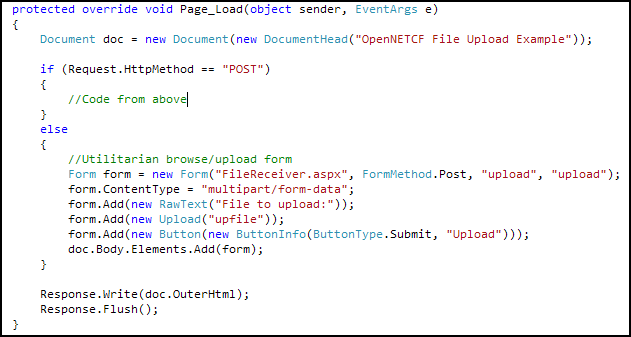 protected override void Page_Load(object sender, EventArgs e)
{
    Document doc = new Document(new DocumentHead("OpenNETCF File Upload Example"));

    if (Request.HttpMethod == "POST")
    {
        //Code from above
    }
    else
    {
        //Utilitarian browse/upload form
        Form form = new Form("FileReceiver.aspx", FormMethod.Post, "upload", "upload");
        form.ContentType = "multipart/form-data";
        form.Add(new RawText("File to upload:"));
        form.Add(new Upload("upfile"));
        form.Add(new Button(new ButtonInfo(ButtonType.Submit, "Upload")));
        doc.Body.Elements.Add(form);
    }

    Response.Write(doc.OuterHtml);
    Response.Flush();
}